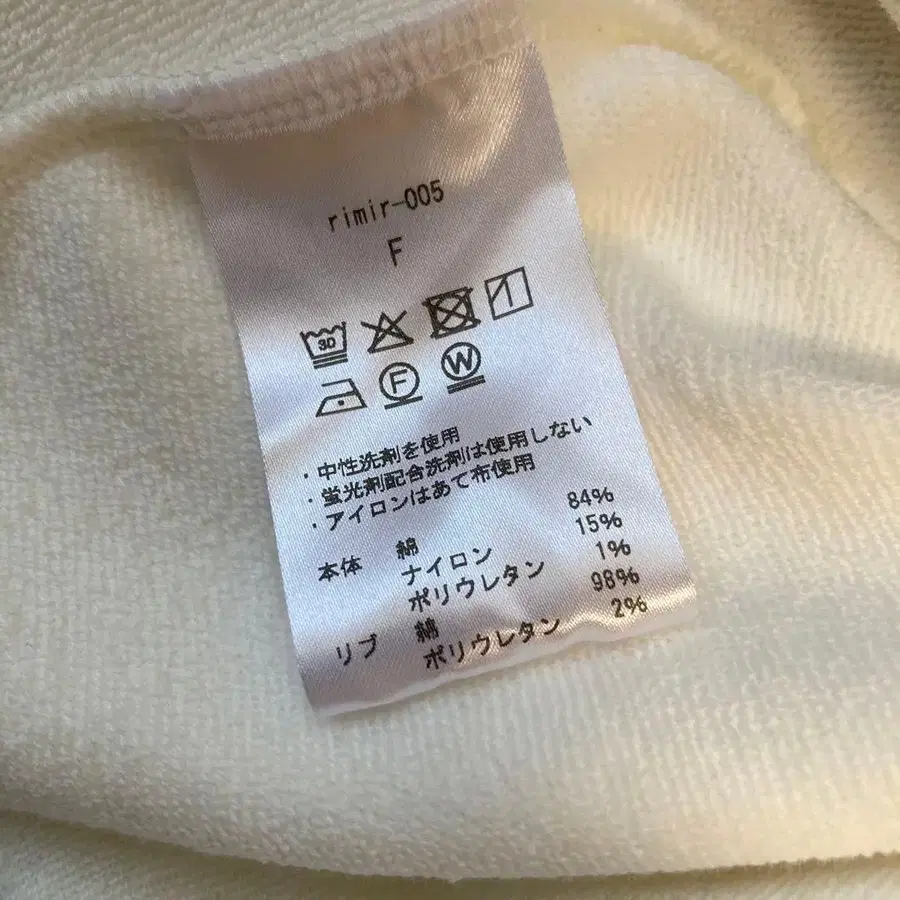 rimir-005
F
30
F W
・中性洗剤を使用
・蛍光剤配合洗剤は使用しない
・アイロンはあて布使用
本体 綿 84%
ナイロン 15%
ポリウレタン 1%
リブ 綿 98%
ポリウレタン 2%